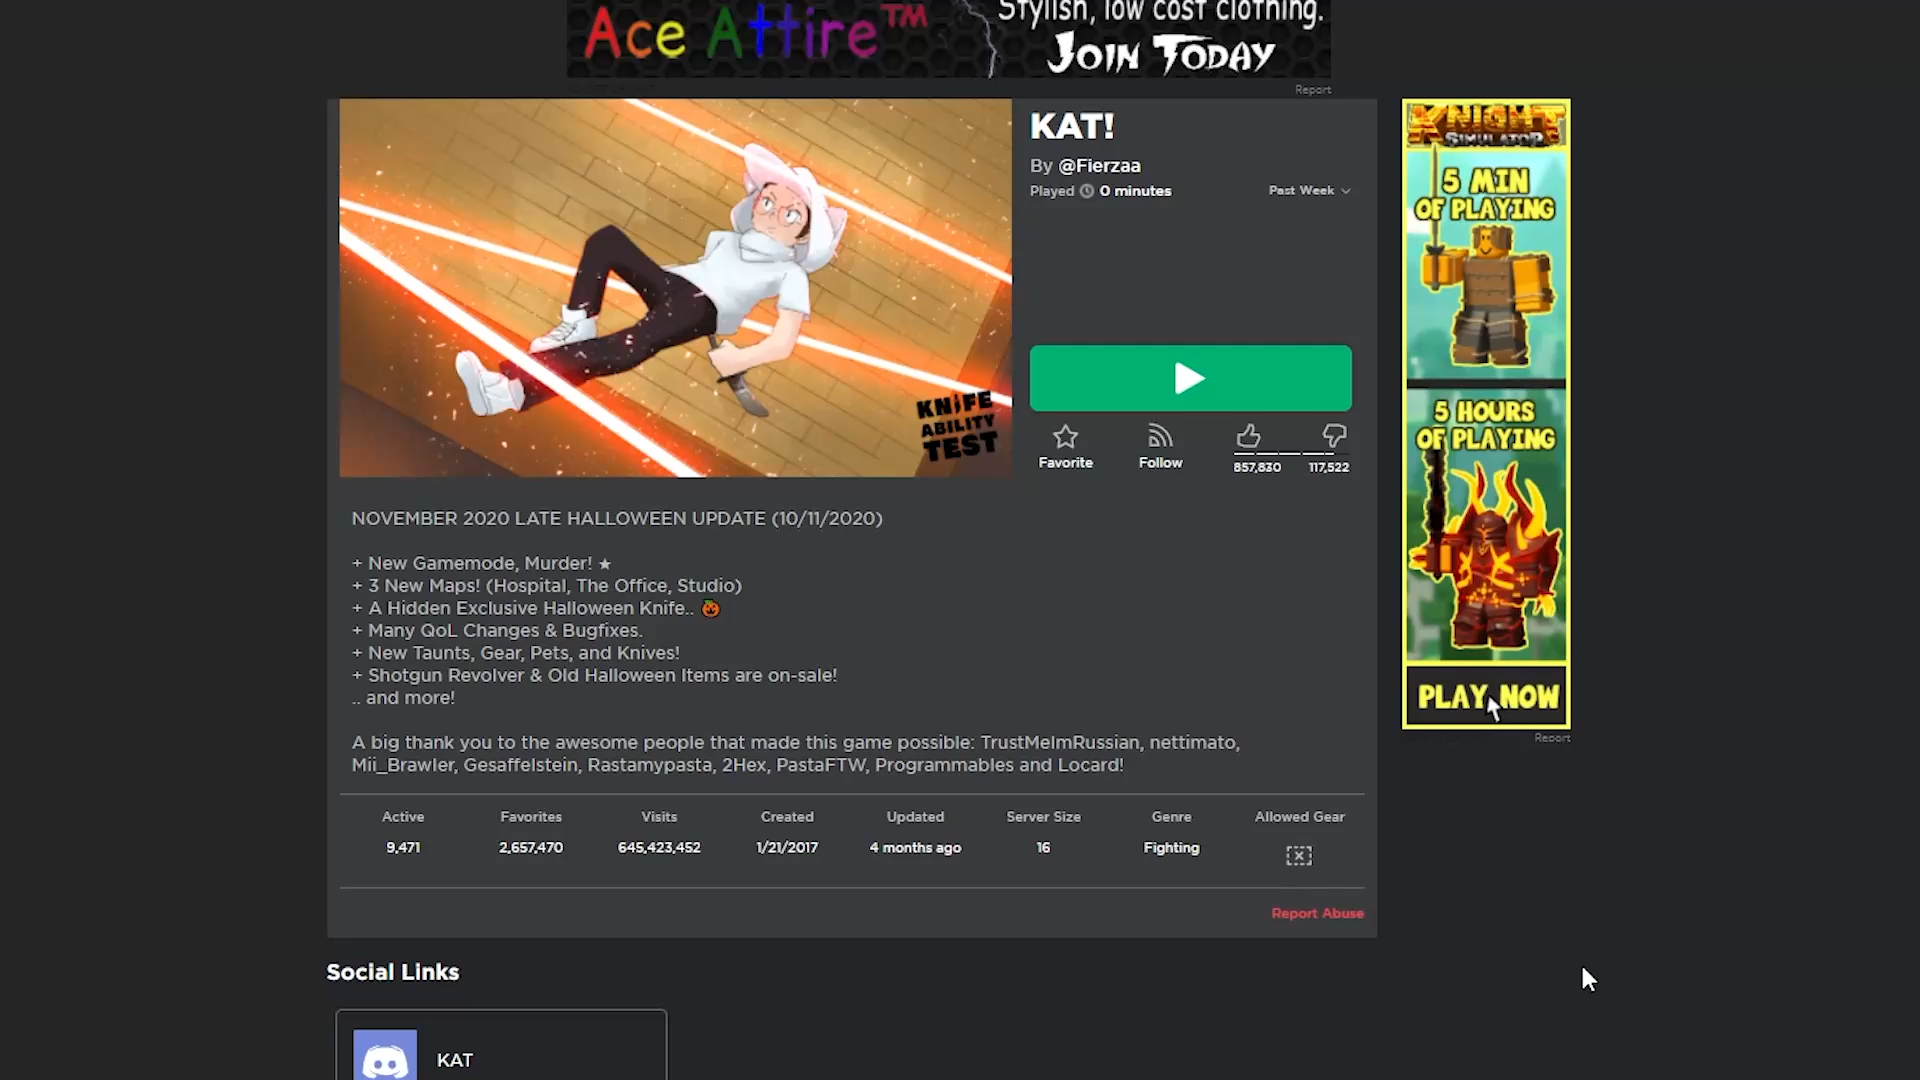 Ace Attire™
Stylish, low cost clothing.
JOIN TODAY
Report
KAT!
By @Fierzaa
Played 0 minutes
Past Week
KNIFE
ABILITY
TEST
Favorite
Follow
857,830
117,522
KNIGHT
SIMULATOR
5 MIN
OF PLAYING
5 HOURS
OF PLAYING
PLAY NOW
Report
NOVEMBER 2020 LATE HALLOWEEN UPDATE (10/11/2020)
+ New Gamemode, Murder! ★
+ 3 New Maps! (Hospital, The Office, Studio)
+ A Hidden Exclusive Halloween Knife.. 🎃
+ Many QoL Changes & Bugfixes.
+ New Taunts, Gear, Pets, and Knives!
+ Shotgun Revolver & Old Halloween Items are on-sale!
.. and more!
A big thank you to the awesome people that made this game possible: TrustMeImRussian, nettimato,
Mii_Brawler, Gesaffelstein, Rastamypasta, 2Hex, PastaFTW, Programmables and Locard!
Active Favorites Visits Created Updated Server Size Genre Allowed Gear
9,471 2,657,470 645,423,452 1/21/2017 4 months ago 16 Fighting
Report Abuse
Social Links
KAT